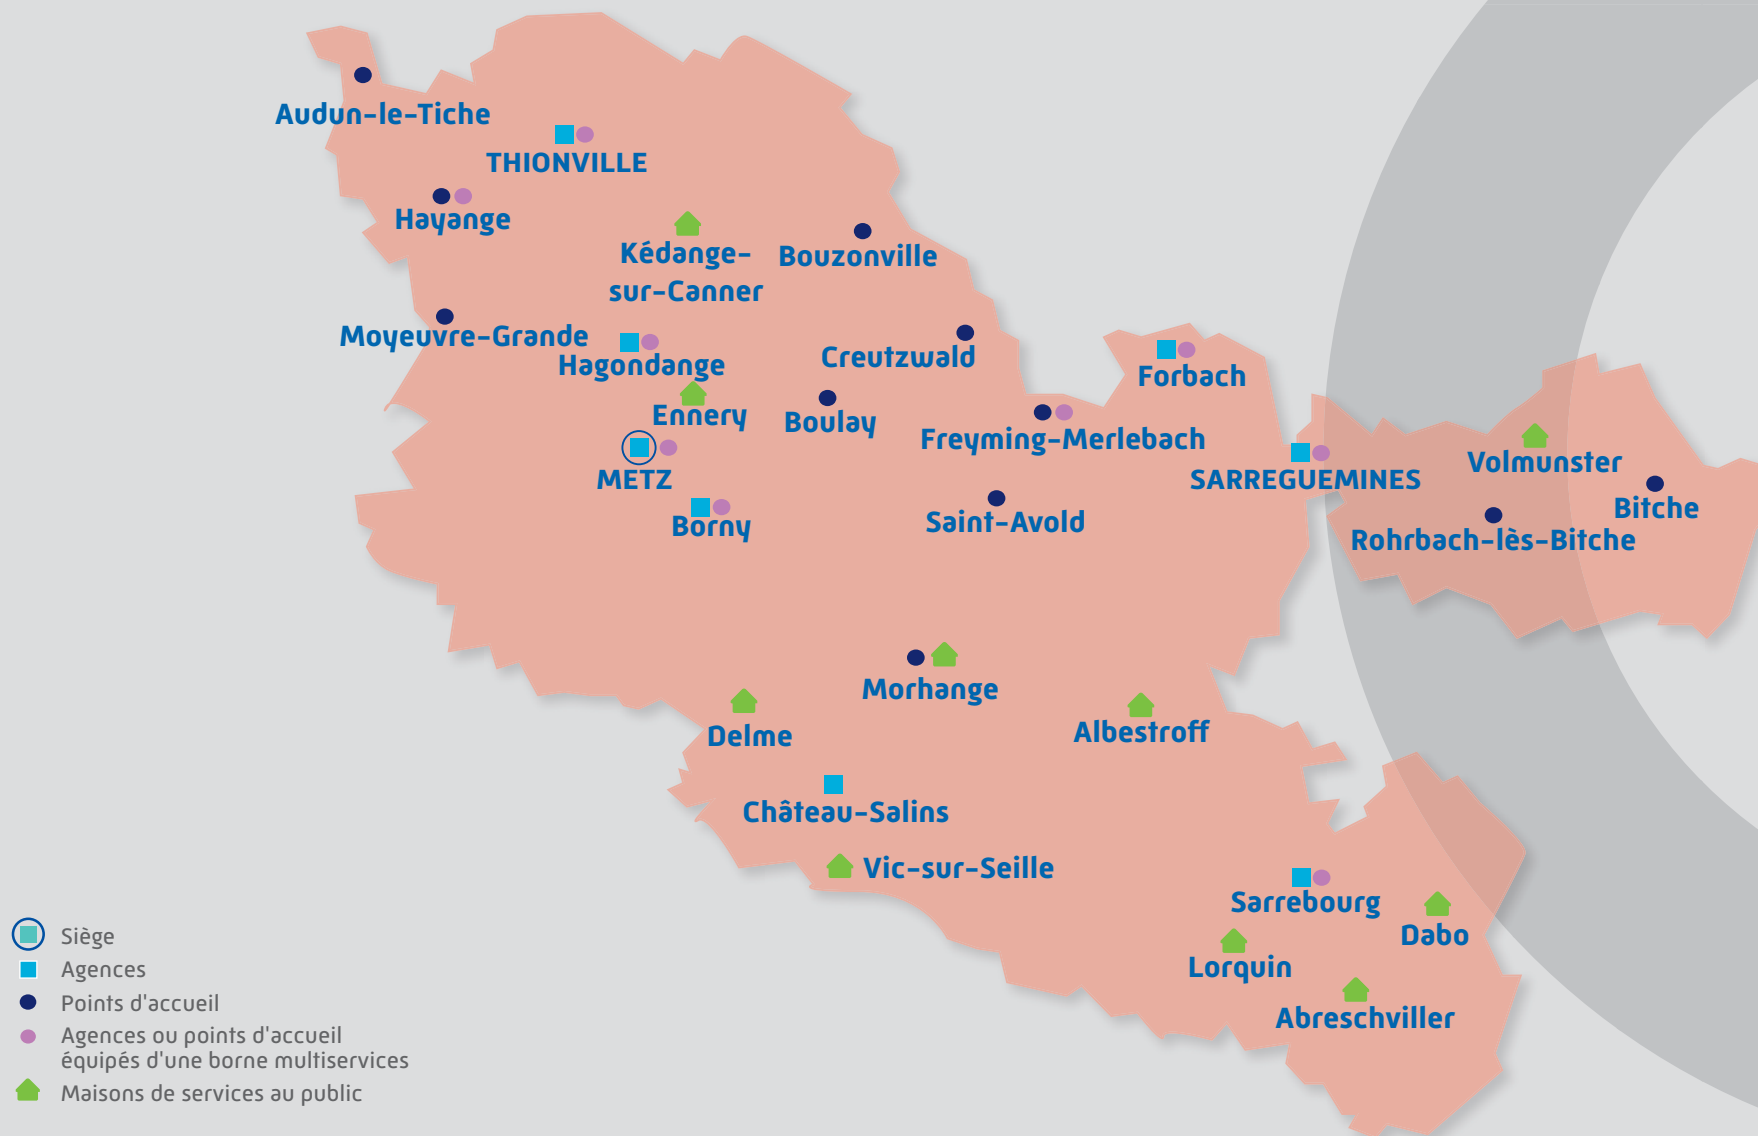 Audun-le-Tiche
THIONVILLE
Hayange
Kédange-
sur-Canner
Bouzonville
Moyeuvre-Grande
Hagondange
Creutzwald
Forbach
Ennery
Boulay
Freyming-Merlebach
METZ
SARREGUEMINES
Volmunster
Borny
Saint-Avold
Bitche
Rohrbach-lès-Bitche
Morhange
Delme
Albestroff
Château-Salins
Vic-sur-Seille
Sarrebourg
Dabo
Lorquin
Abreschviller
Siège
Agences
Points d'accueil
Agences ou points d'accueil
équipés d'une borne multiservices
Maisons de services au public